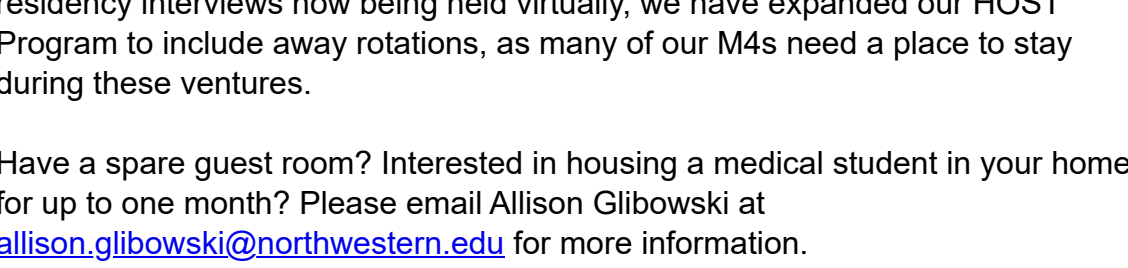 residency interviews now being held virtually, we have expanded our HOST
Program to include away rotations, as many of our M4s need a place to stay
during these ventures.
Have a spare guest room? Interested in housing a medical student in your home
for up to one month? Please email Allison Glibowski at
allison.glibowski@northwestern.edu for more information.